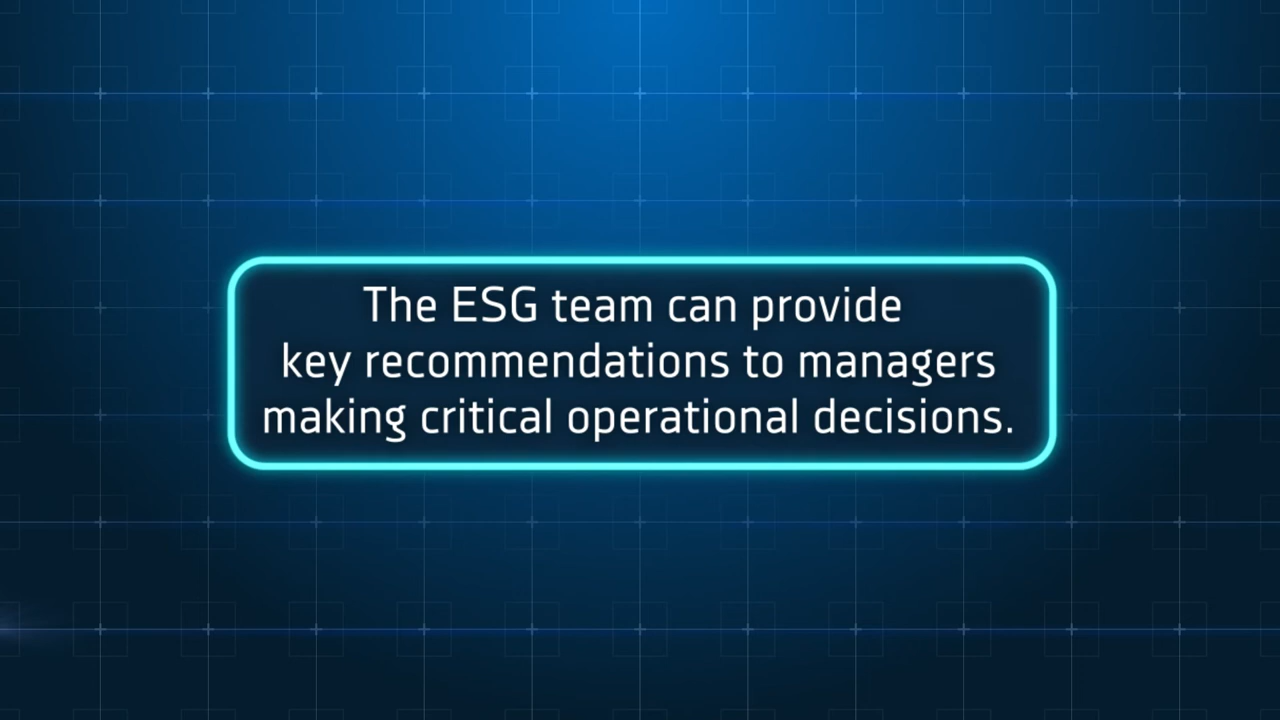 The ESG team can provide
key recommendations to managers
making critical operational decisions.